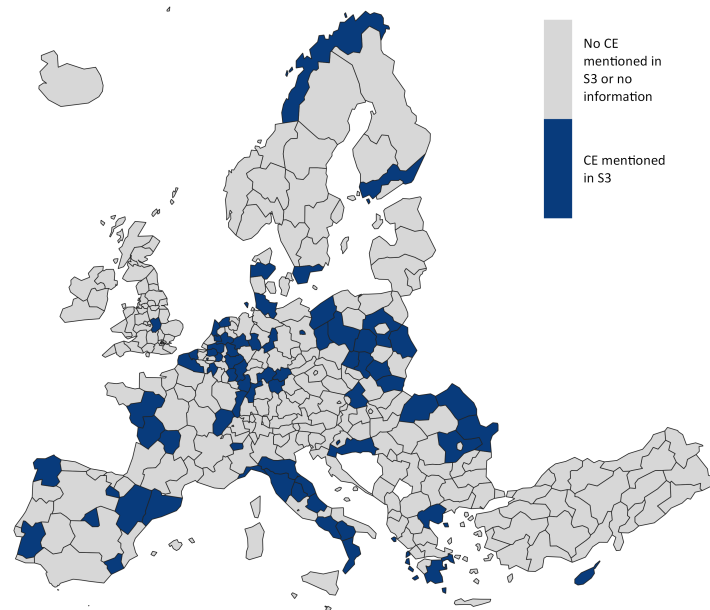 No CE
mentioned in
S3 or no
information
CE mentioned
in S3